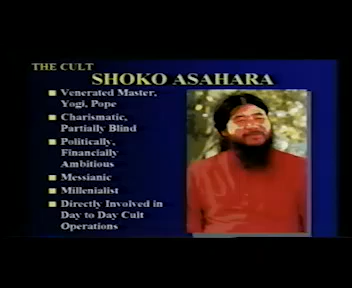 THE CULT
SHOKO ASAHARA
Venerated Master,
Yogi, Pope
Charismatic,
Partially Blind
Politically,
Financially
Ambitious
Messianic
Millenialist
Directly Involved in
Day to Day Cult
Operations